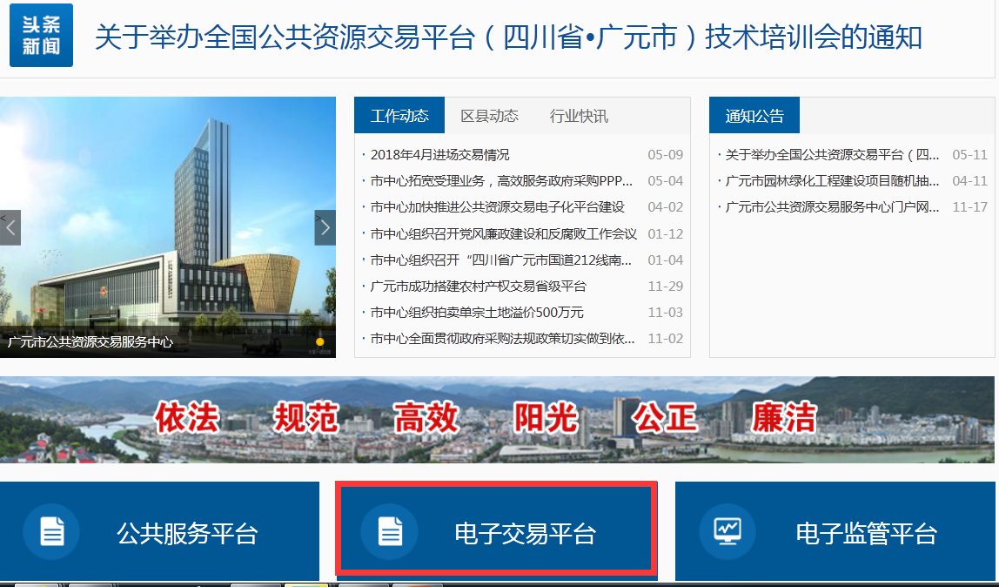 头条
新闻
关于举办全国公共资源交易平台（四川省•广元市）技术培训会的通知
工作动态 区县动态 行业快讯
· 2018年4月进场交易情况 05-09
· 市中心拓宽受理业务，高效服务政府采购PPP... 05-04
· 市中心加快推进公共资源交易电子化平台建设 04-02
· 市中心组织召开党风廉政建设和反腐败工作会议 01-12
· 市中心组织召开“四川省广元市国道212线南... 01-04
· 广元市成功搭建农村产权交易省级平台 11-29
· 市中心组织拍卖单宗土地溢价500万元 11-03
· 市中心全面贯彻政府采购法规政策切实做到依... 11-02
通知公告
· 关于举办全国公共资源交易平台（四... 05-11
· 广元市园林绿化工程建设项目随机抽... 04-11
· 广元市公共资源交易服务中心门户网... 11-17
广元市公共资源交易服务中心
依法 规范 高效 阳光 公正 廉洁
公共服务平台
电子交易平台
电子监管平台